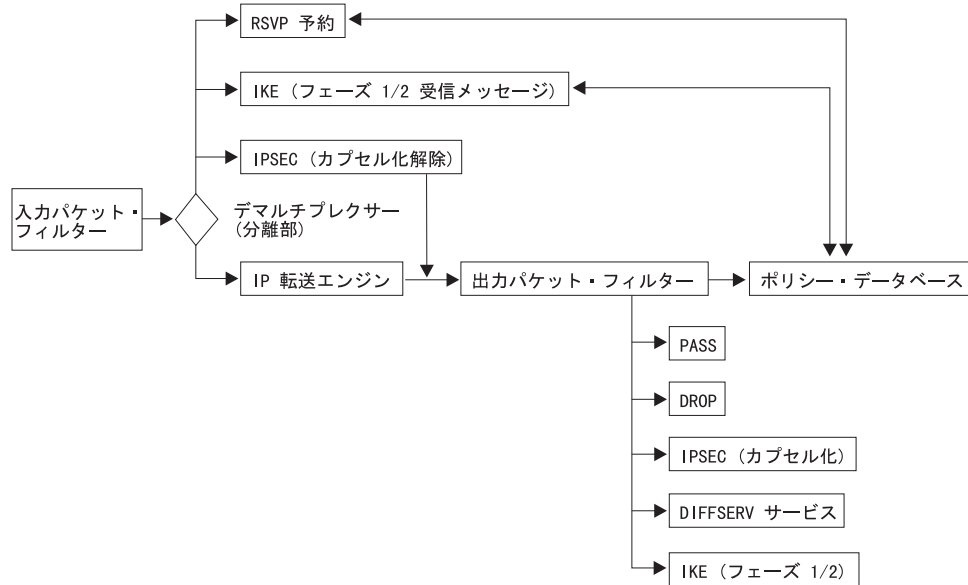 RSVP 予約
IKE (フェーズ 1/2 受信メッセージ)
IPSEC (カプセル化解除)
入力パケット・
フィルター
デマルチプレクサー
(分離部)
IP 転送エンジン
出力パケット・フィルター
ポリシー・データベース
PASS
DROP
IPSEC (カプセル化)
DIFFSERV サービス
IKE (フェーズ 1/2)